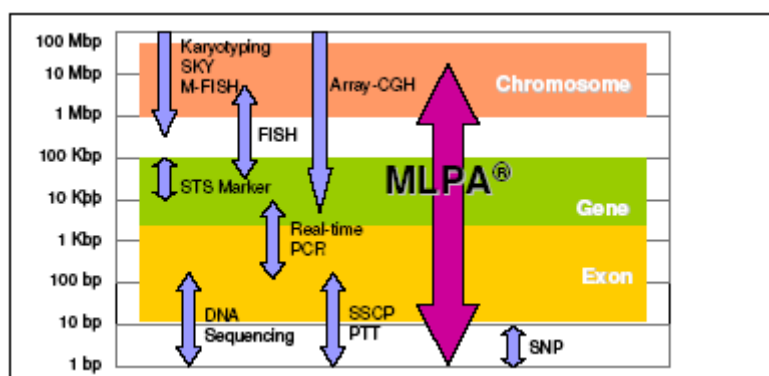 100 Mbp
10 Mbp
1 Mbp
100 Kbp
10 Kbp
1 Kbp
100 bp
10 bp
1 bp
Karyotyping
SKY
M-FISH
Array-CGH
Chromosome
FISH
STS Marker
MLPA®
Gene
Real-time
PCR
Exon
DNA
Sequencing
SSCP
PTT
SNP